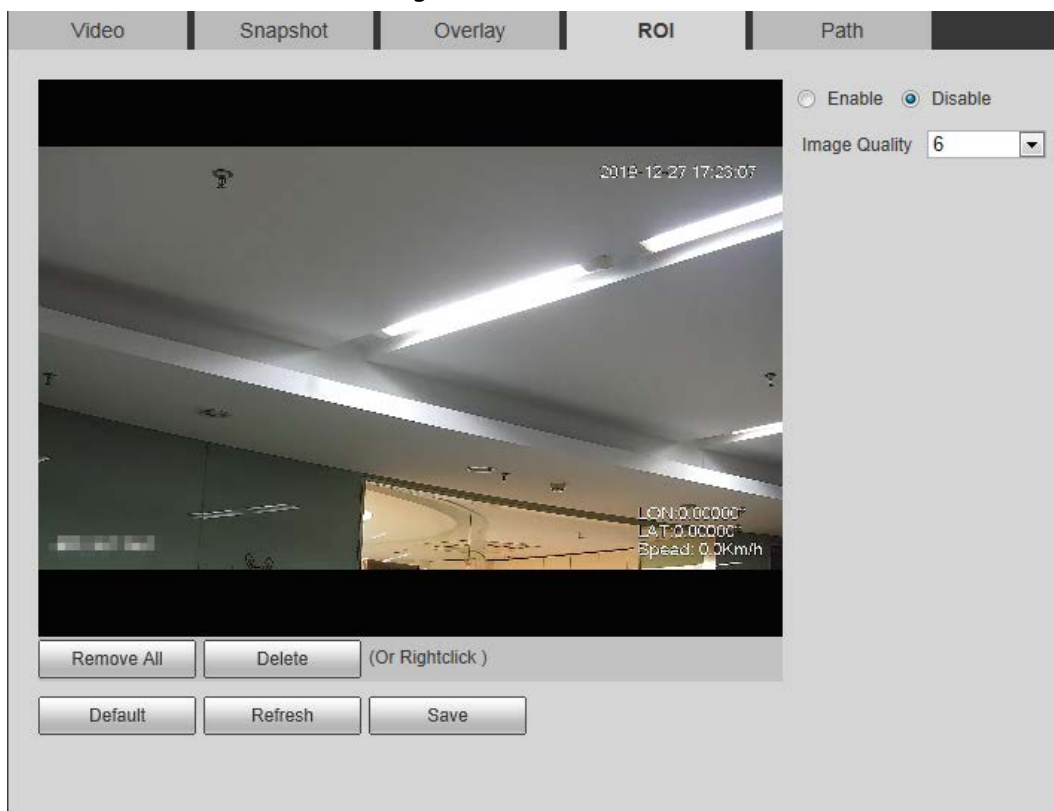 Video Snapshot Overlay ROI Path
Enable Disable
Image Quality 6
2019-12-27 17:23:07
LON:0.00000°
LAT:0.00000°
Speed: 0.0Km/h
Remove All Delete (Or Rightclick )
Default Refresh Save